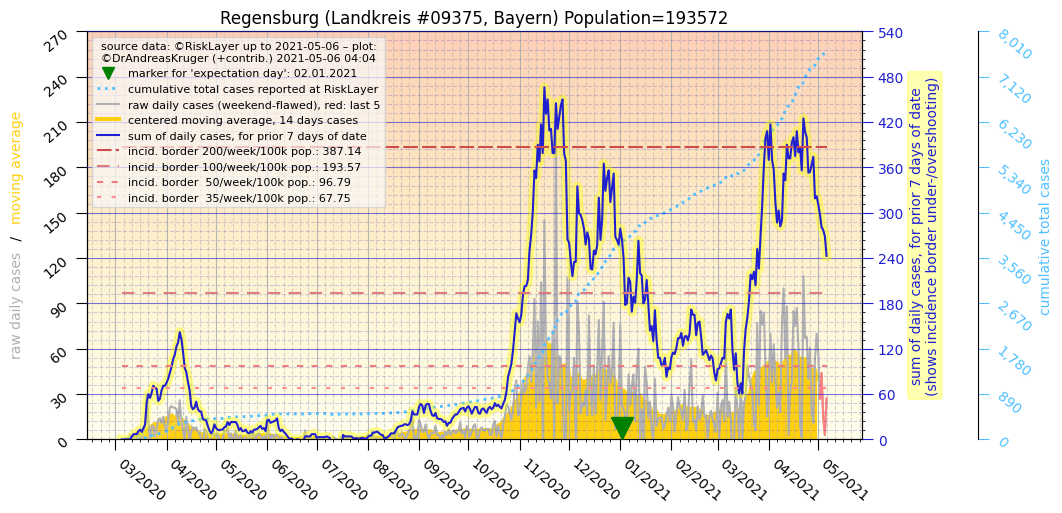 Regensburg (Landkreis #09375, Bayern) Population=193572
source data: ©RiskLayer up to 2021-05-06 – plot:
©DrAndreasKruger (+contrib.) 2021-05-06 04:04
marker for 'expectation day': 02.01.2021
cumulative total cases reported at RiskLayer
raw daily cases (weekend-flawed), red: last 5
centered moving average, 14 days cases
sum of daily cases, for prior 7 days of date
incid. border 200/week/100k pop.: 387.14
incid. border 100/week/100k pop.: 193.57
incid. border  50/week/100k pop.: 96.79
incid. border  35/week/100k pop.: 67.75
raw daily cases / moving average
270
240
210
180
150
120
90
60
30
0
03/2020
04/2020
05/2020
06/2020
07/2020
08/2020
09/2020
10/2020
11/2020
12/2020
01/2021
02/2021
03/2021
04/2021
05/2021
540
480
420
360
300
240
180
120
60
0
sum of daily cases, for prior 7 days of date
(shows incidence border under-/overshooting)
8,010
7,120
6,230
5,340
4,450
3,560
2,670
1,780
890
0
cumulative total cases